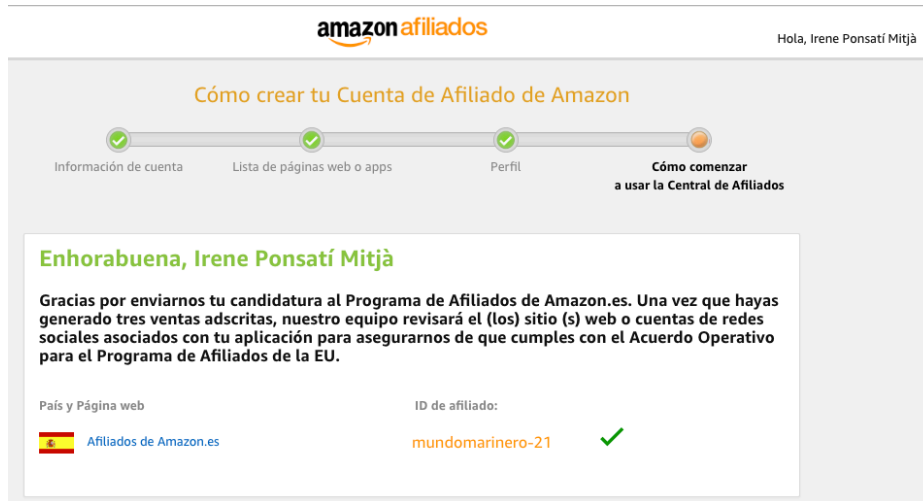 amazon afiliados
Hola, Irene Ponsatí Mitjà
Cómo crear tu Cuenta de Afiliado de Amazon
Información de cuenta
Lista de páginas web o apps
Perfil
Cómo comenzar
a usar la Central de Afiliados
Enhorabuena, Irene Ponsatí Mitjà
Gracias por enviarnos tu candidatura al Programa de Afiliados de Amazon.es. Una vez que hayas
generado tres ventas adscritas, nuestro equipo revisará el (los) sitio (s) web o cuentas de redes
sociales asociados con tu aplicación para asegurarnos de que cumples con el Acuerdo Operativo
para el Programa de Afiliados de la EU.
País y Página web
ID de afiliado:
Afiliados de Amazon.es
mundomarinero-21